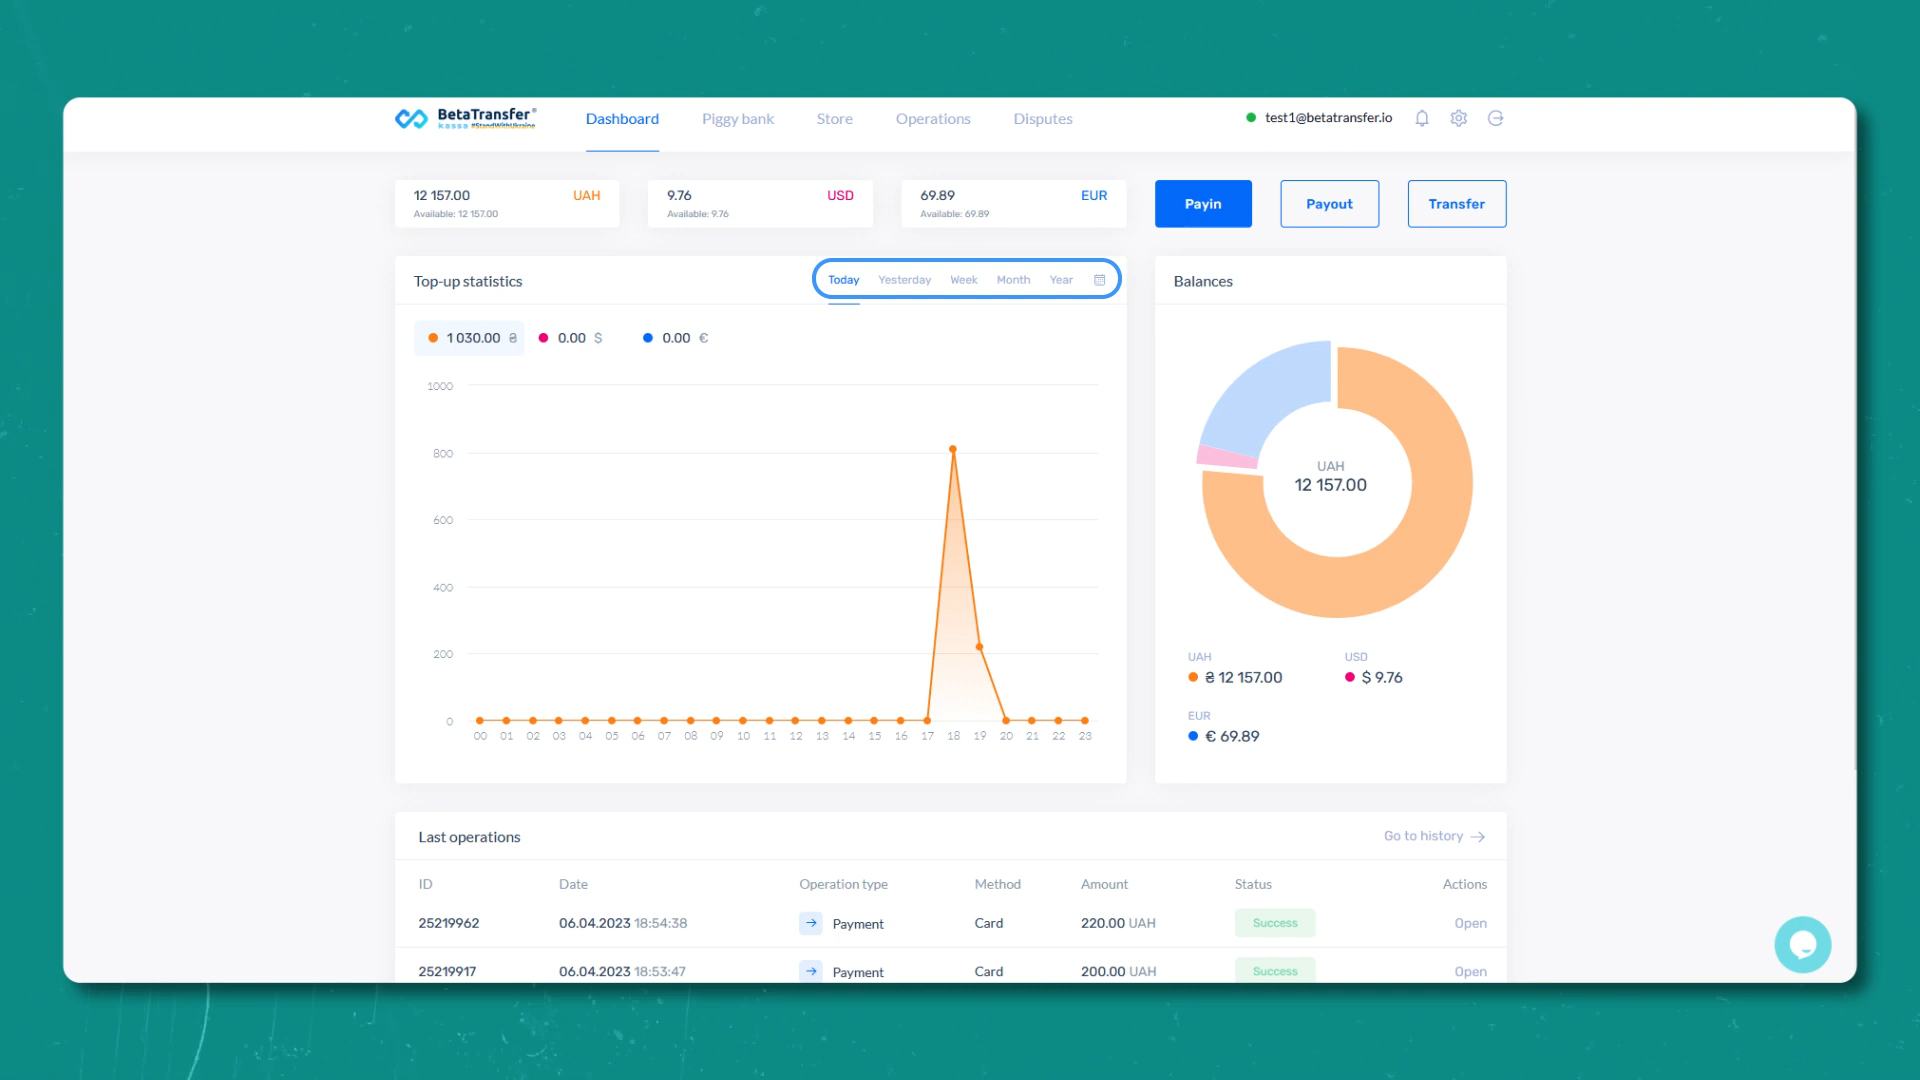 BetaTransfer®
kassa #StandWithUkraine
Dashboard
Piggy bank
Store
Operations
Disputes
test1@betatransfer.io
12 157.00 UAH
Available: 12 157.00
9.76 USD
Available: 9.76
69.89 EUR
Available: 69.89
Payin
Payout
Transfer
Top-up statistics
Today Yesterday Week Month Year
1 030.00 ₴
0.00 $
0.00 €
1000
800
600
400
200
0
00 01 02 03 04 05 06 07 08 09 10 11 12 13 14 15 16 17 18 19 20 21 22 23
Balances
UAH
12 157.00
UAH
₴ 12 157.00
USD
$ 9.76
EUR
€ 69.89
Last operations
Go to history
ID Date Operation type Method Amount Status Actions
25219962 06.04.2023 18:54:38 Payment Card 220.00 UAH Success Open
25219917 06.04.2023 18:53:47 Payment Card 200.00 UAH Success Open